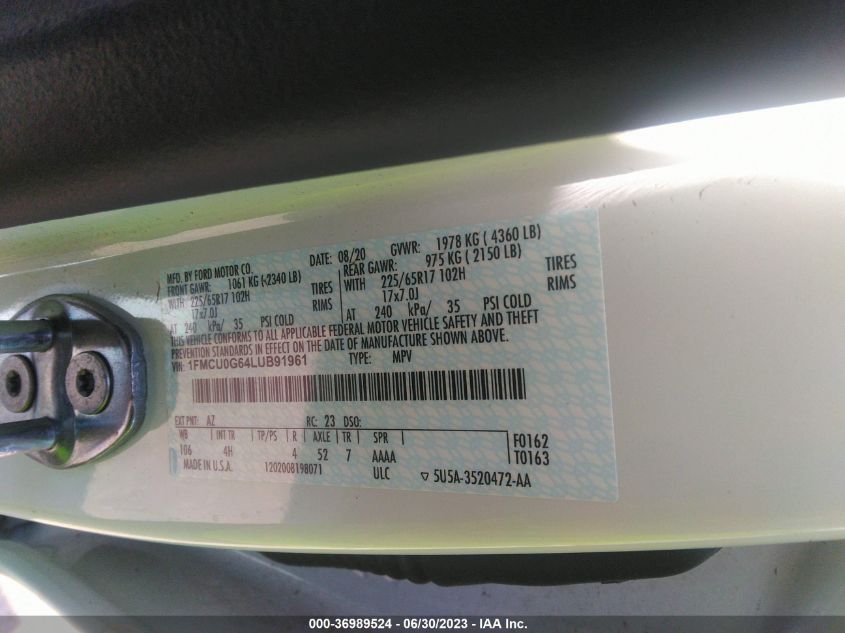 MFD. BY FORD MOTOR CO. DATE: 08/20 GVWR: 1978 KG ( 4360 LB)
FRONT GAWR: 1061 KG ( 2340 LB) REAR GAWR: 975 KG ( 2150 LB)
WITH 225/65R17 102H TIRES WITH 225/65R17 102H TIRES
17x7.0J RIMS 17x7.0J RIMS
AT 240 kPa/ 35 PSI COLD AT 240 kPa/ 35 PSI COLD
THIS VEHICLE CONFORMS TO ALL APPLICABLE FEDERAL MOTOR VEHICLE SAFETY AND THEFT
PREVENTION STANDARDS IN EFFECT ON THE DATE OF MANUFACTURE SHOWN ABOVE.
VIN: 1FMCU0G64LUB91961 TYPE: MPV
EXT PNT: AZ RC: 23 DSO:
WB INT TR TP/PS R AXLE TR SPR F0162
106 4H 4 52 7 AAAA T0163
MADE IN U.S.A. 1202008198071 ULC ▽ 5U5A-3520472-AA
000-36989524 - 06/30/2023 - IAA Inc.